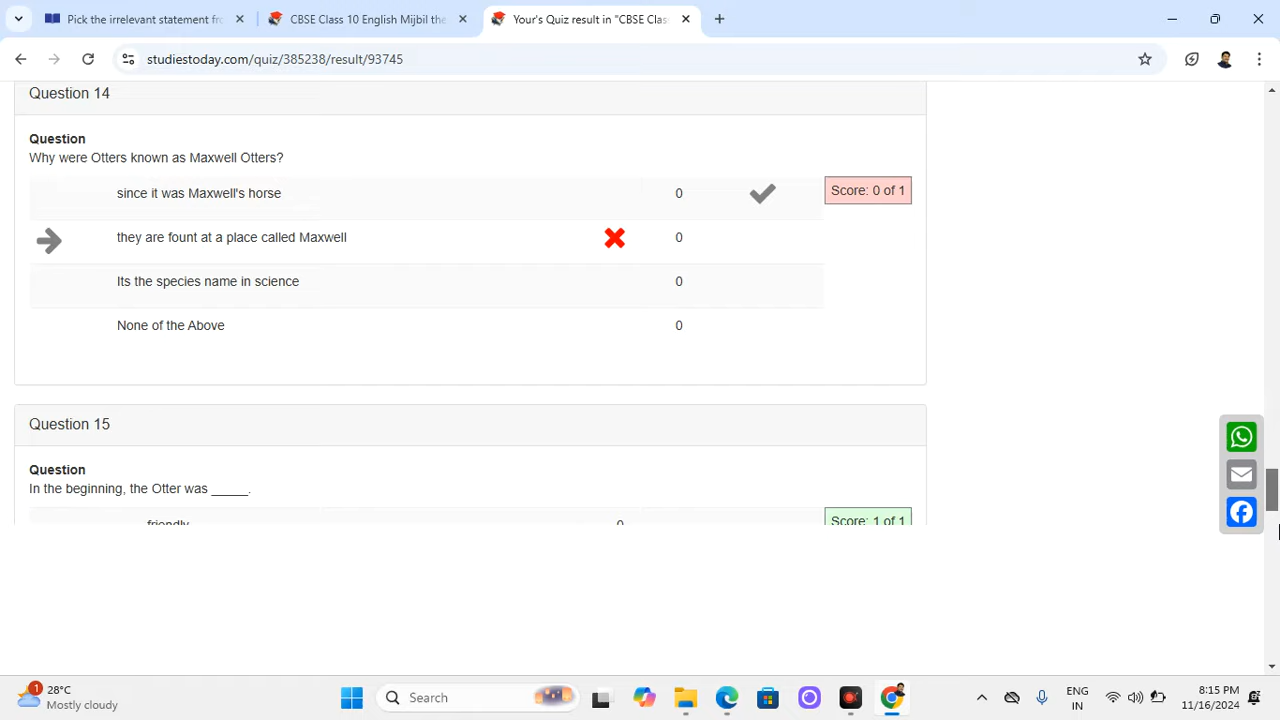 Pick the irrelevant statement fro
CBSE Class 10 English Mijbil the
Your's Quiz result in "CBSE Clas
studiestoday.com/quiz/385238/result/93745
Question 14
Question
Why were Otters known as Maxwell Otters?
since it was Maxwell's horse 0
Score: 0 of 1
they are fount at a place called Maxwell 0
Its the species name in science 0
None of the Above 0
Question 15
Question
In the beginning, the Otter was _____.
friendly 0
Score: 1 of 1
1
28°C
Mostly cloudy
Search
ENG
IN
8:15 PM
11/16/2024